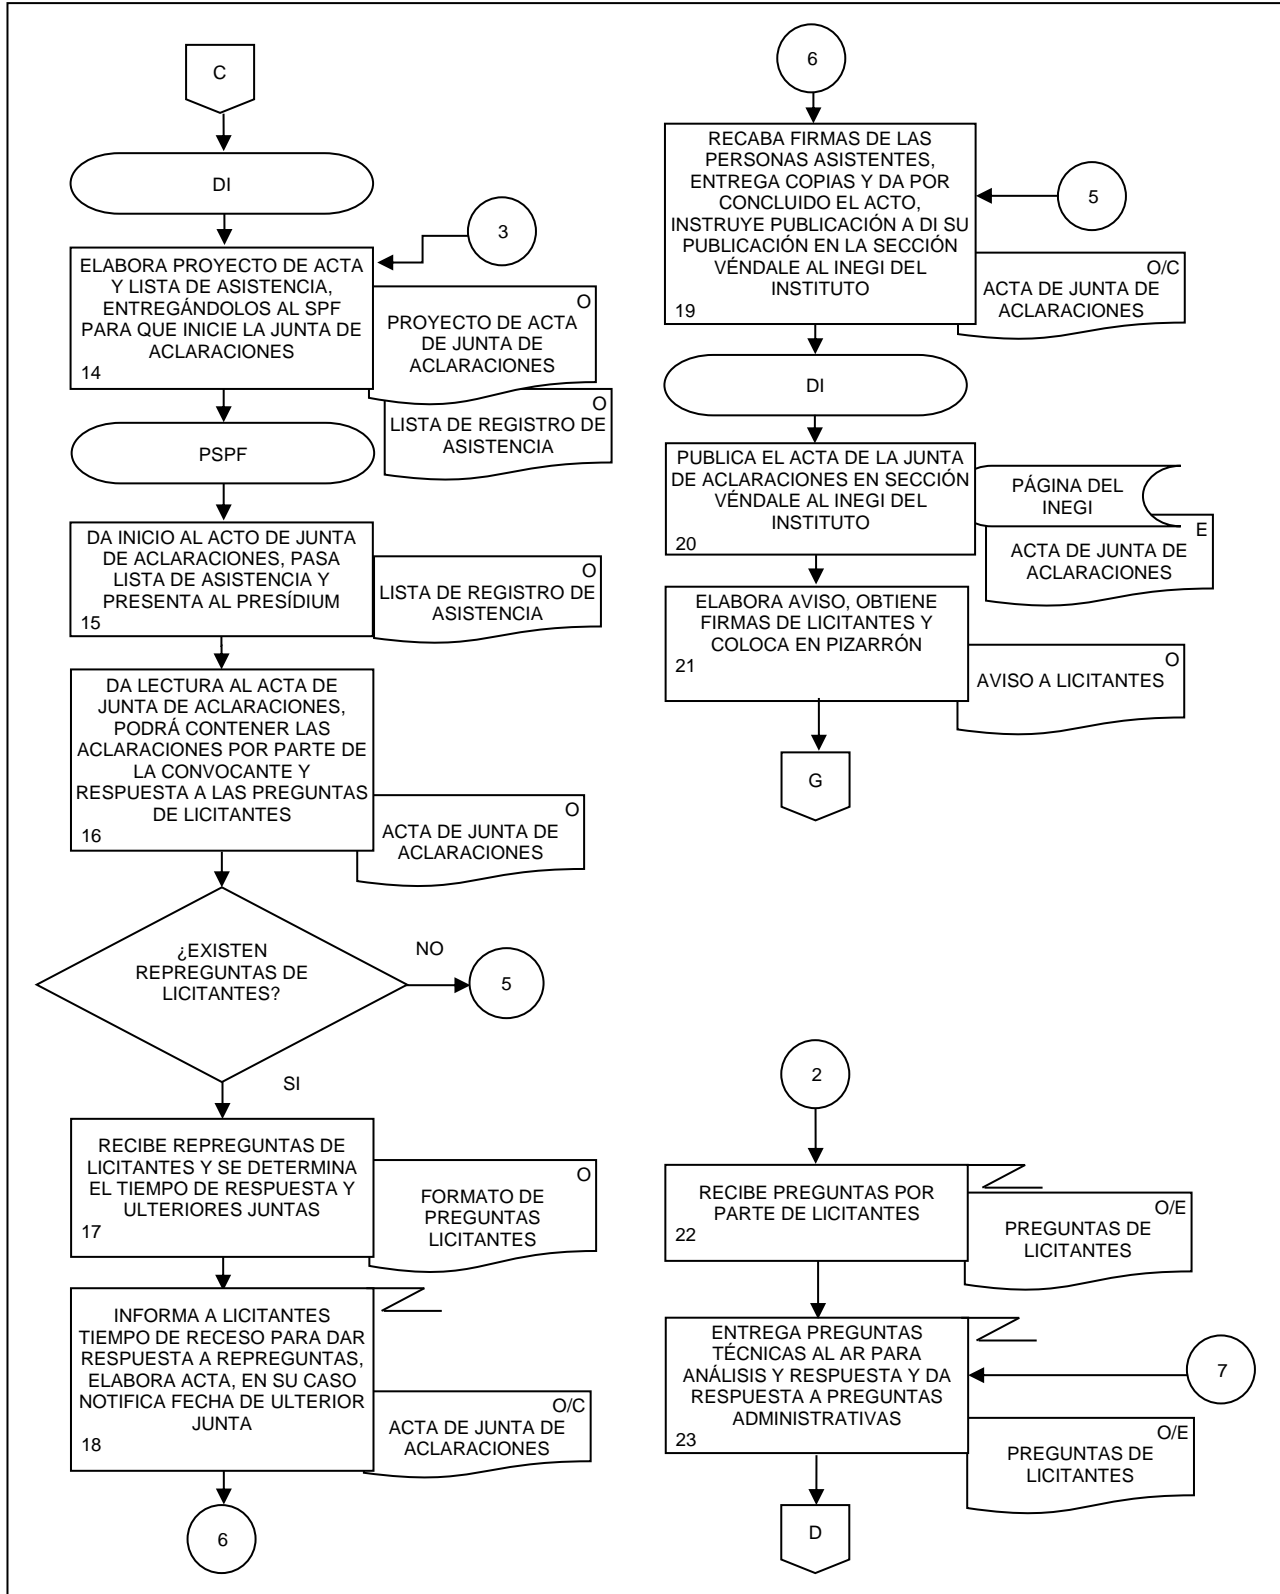 C
DI
3
ELABORA PROYECTO DE ACTA
Y LISTA DE ASISTENCIA,
ENTREGÁNDOLOS AL SPF
PARA QUE INICIE LA JUNTA DE
ACLARACIONES
14
O
PROYECTO DE ACTA
DE JUNTA DE
ACLARACIONES
O
LISTA DE REGISTRO DE
ASISTENCIA
PSPF
DA INICIO AL ACTO DE JUNTA
DE ACLARACIONES, PASA
LISTA DE ASISTENCIA Y
PRESENTA AL PRESÍDIUM
15
O
LISTA DE REGISTRO DE
ASISTENCIA
DA LECTURA AL ACTA DE
JUNTA DE ACLARACIONES,
PODRÁ CONTENER LAS
ACLARACIONES POR PARTE DE
LA CONVOCANTE Y
RESPUESTA A LAS PREGUNTAS
DE LICITANTES
16
O
ACTA DE JUNTA DE
ACLARACIONES
¿EXISTEN
REPREGUNTAS DE
LICITANTES?
NO
5
SI
RECIBE REPREGUNTAS DE
LICITANTES Y SE DETERMINA
EL TIEMPO DE RESPUESTA Y
ULTERIORES JUNTAS
17
O
FORMATO DE
PREGUNTAS
LICITANTES
INFORMA A LICITANTES
TIEMPO DE RECESO PARA DAR
RESPUESTA A REPREGUNTAS,
ELABORA ACTA, EN SU CASO
NOTIFICA FECHA DE ULTERIOR
JUNTA
18
O/C
ACTA DE JUNTA DE
ACLARACIONES
6
6
RECABA FIRMAS DE LAS
PERSONAS ASISTENTES,
ENTREGA COPIAS Y DA POR
CONCLUIDO EL ACTO,
INSTRUYE PUBLICACIÓN A DI SU
PUBLICACIÓN EN LA SECCIÓN
VÉNDALE AL INEGI DEL
INSTITUTO
19
5
O/C
ACTA DE JUNTA DE
ACLARACIONES
DI
PUBLICA EL ACTA DE LA JUNTA
DE ACLARACIONES EN SECCIÓN
VÉNDALE AL INEGI DEL
INSTITUTO
20
PÁGINA DEL
INEGI
E
ACTA DE JUNTA DE
ACLARACIONES
ELABORA AVISO, OBTIENE
FIRMAS DE LICITANTES Y
COLOCA EN PIZARRÓN
21
O
AVISO A LICITANTES
G
2
RECIBE PREGUNTAS POR
PARTE DE LICITANTES
22
O/E
PREGUNTAS DE
LICITANTES
ENTREGA PREGUNTAS
TÉCNICAS AL AR PARA
ANÁLISIS Y RESPUESTA Y DA
RESPUESTA A PREGUNTAS
ADMINISTRATIVAS
23
7
O/E
PREGUNTAS DE
LICITANTES
D